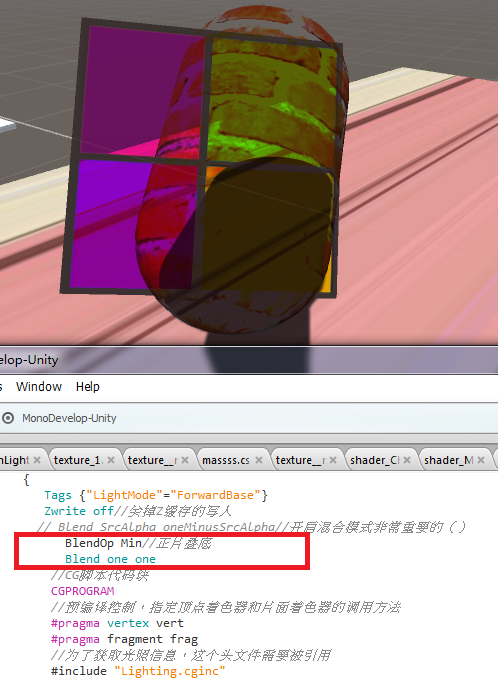 elop-Unity
s Window Help
MonoDevelop-Unity
nLight × texture_1. × texture__r × massss.cs × texture__r × shader_Cl × shader_M ×
{
Tags {"LightMode"="ForwardBase"}
Zwrite off//关掉Z缓存的写入
// Blend SrcAlpha oneMinusSrcAlpha//开启混合模式非常重要的（）
BlendOp Min//正片叠底
Blend one one
//CG脚本代码块
CGPROGRAM
//预编译控制，指定顶点着色器和片面着色器的调用方法
#pragma vertex vert
#pragma fragment frag
//为了获取光照信息，这个头文件需要被引用
#include "Lighting.cginc"